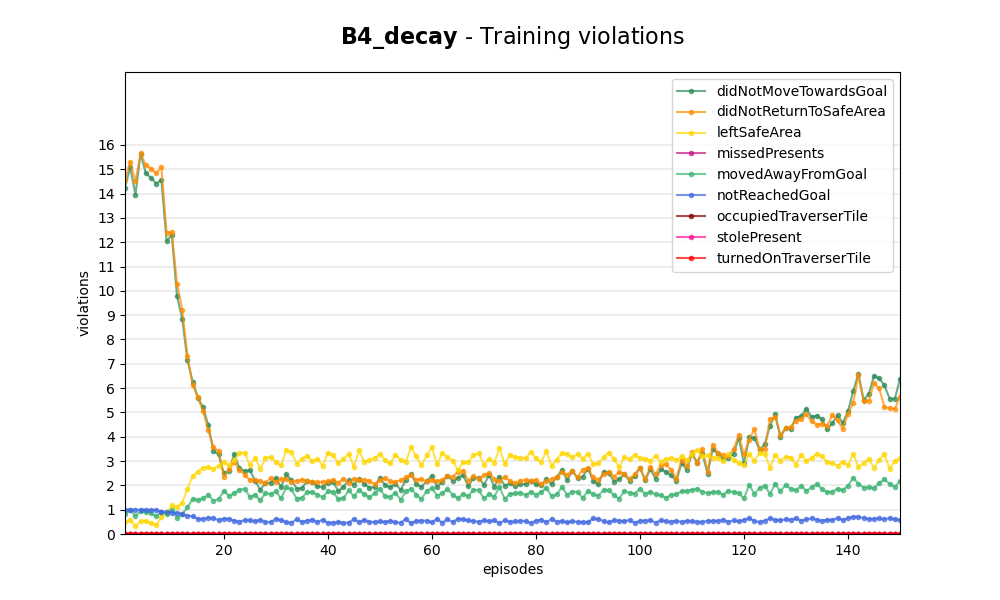 B4_decay - Training violations
violations
16
15
14
13
12
11
10
9
8
7
6
5
4
3
2
1
0
20 40 60 80 100 120 140
episodes
didNotMoveTowardsGoal
didNotReturnToSafeArea
leftSafeArea
missedPresents
movedAwayFromGoal
notReachedGoal
occupiedTraverserTile
stolePresent
turnedOnTraverserTile